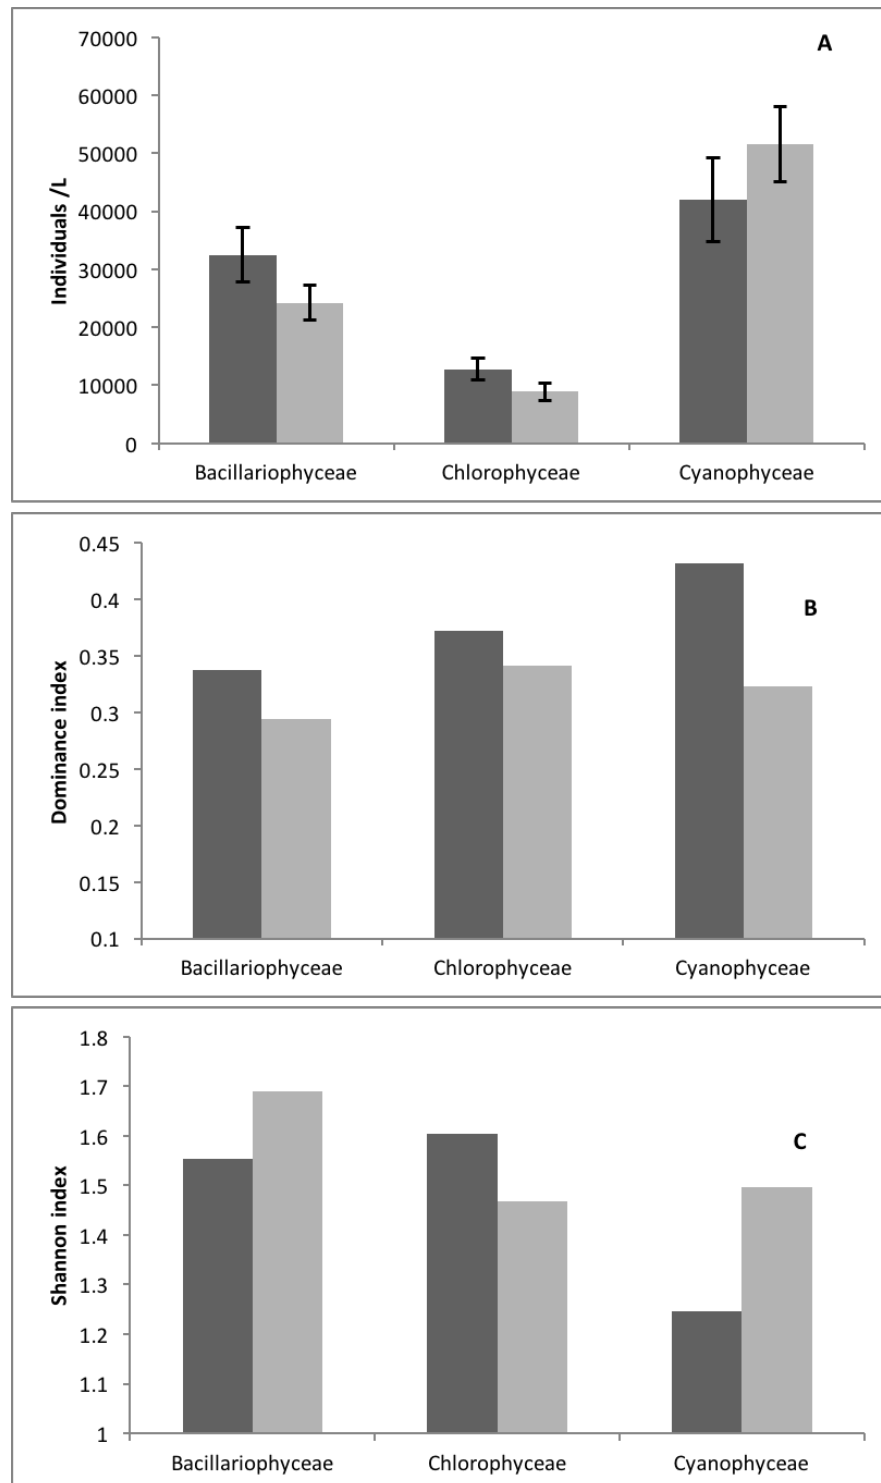 A
70000
60000
50000
40000
30000
20000
10000
0
Individuals /L
Bacillariophyceae Chlorophyceae Cyanophyceae
B
0.45
0.4
0.35
0.3
0.25
0.2
0.15
0.1
Dominance index
Bacillariophyceae Chlorophyceae Cyanophyceae
C
1.8
1.7
1.6
1.5
1.4
1.3
1.2
1.1
1
Shannon index
Bacillariophyceae Chlorophyceae Cyanophyceae